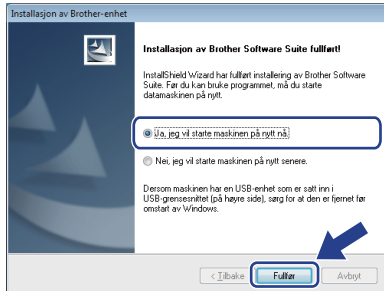 Installasjon av Brother-enhet
Installasjon av Brother Software Suite fullført!
InstallShield Wizard har fullført installering av Brother Software
Suite. Før du kan bruke programmet, må du starte
datamaskinen på nytt.
Ja, jeg vil starte maskinen på nytt nå.
Nei, jeg vil starte maskinen på nytt senere.
Dersom maskinen har en USB-enhet som er satt inn i
USB-grensesnittet (på høyre side), sørg for at den er fjernet før
omstart av Windows.
< Tilbake
Fullfør
Avbryt